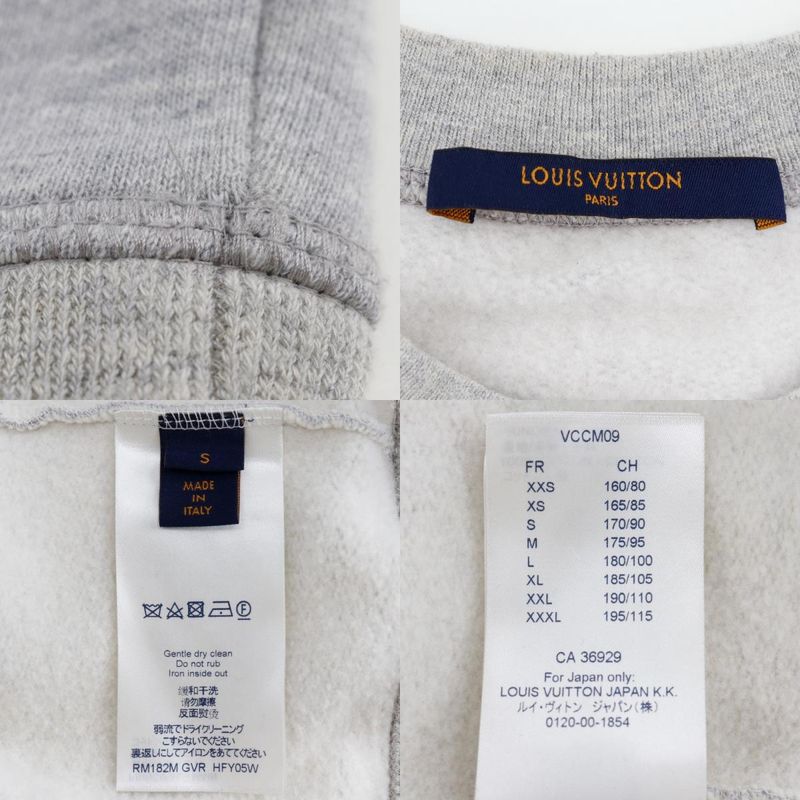 LOUIS VUITTON
PARIS
S
MADE
IN
ITALY
Gentle dry clean
Do not rub
Iron inside out
缓和干洗
请勿摩擦
反面熨烫
弱流でドライクリーニング
こすらないでください
裏返しにしてアイロンをあててください
RM182M GVR HFY05W
VCCM09
FR CH
XXS 160/80
XS 165/85
S 170/90
M 175/95
L 180/100
XL 185/105
XXL 190/110
XXXL 195/115
CA 36929
For Japan only:
LOUIS VUITTON JAPAN K.K.
ルイ・ヴィトン ジャパン(株)
0120-00-1854